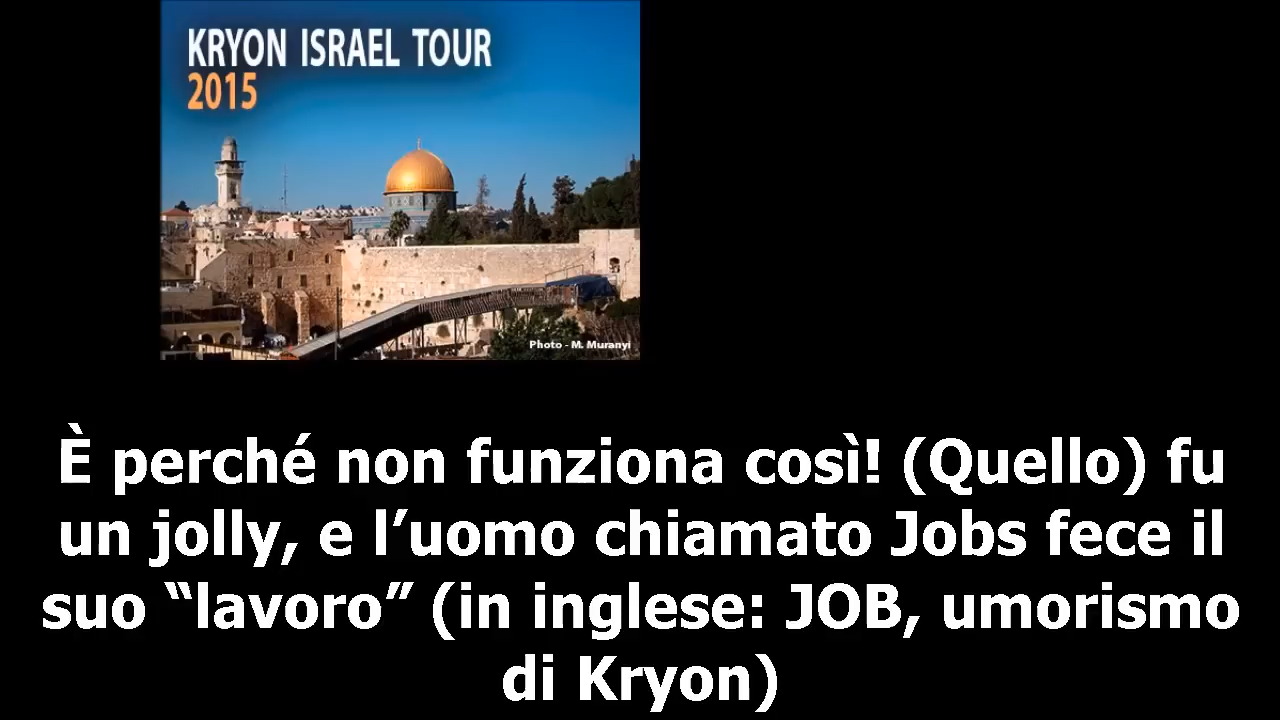 KRYON ISRAEL TOUR
2015
Photo - M. Muranyi
È perché non funziona così! (Quello) fu
un jolly, e l’uomo chiamato Jobs fece il
suo “lavoro” (in inglese: JOB, umorismo
di Kryon)